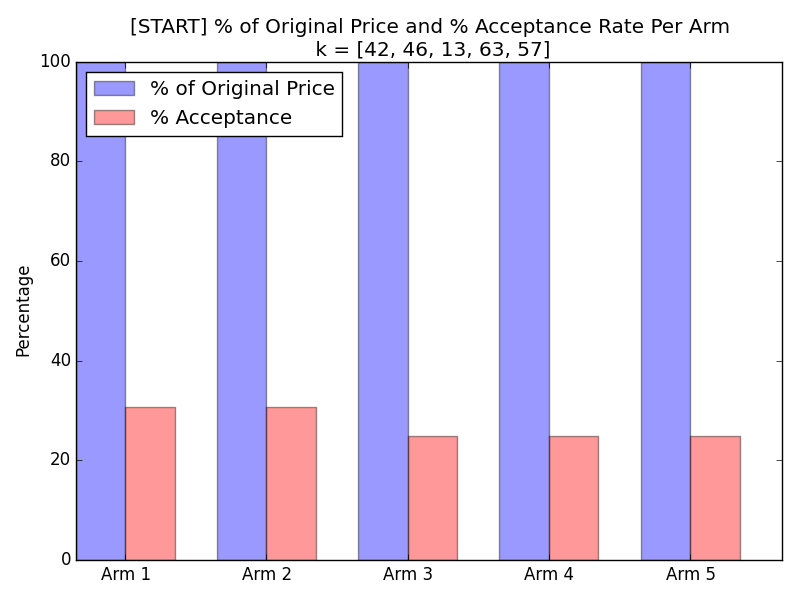 [START] % of Original Price and % Acceptance Rate Per Arm
k = [42, 46, 13, 63, 57]
% of Original Price
% Acceptance
Percentage
100
80
60
40
20
0
Arm 1
Arm 2
Arm 3
Arm 4
Arm 5